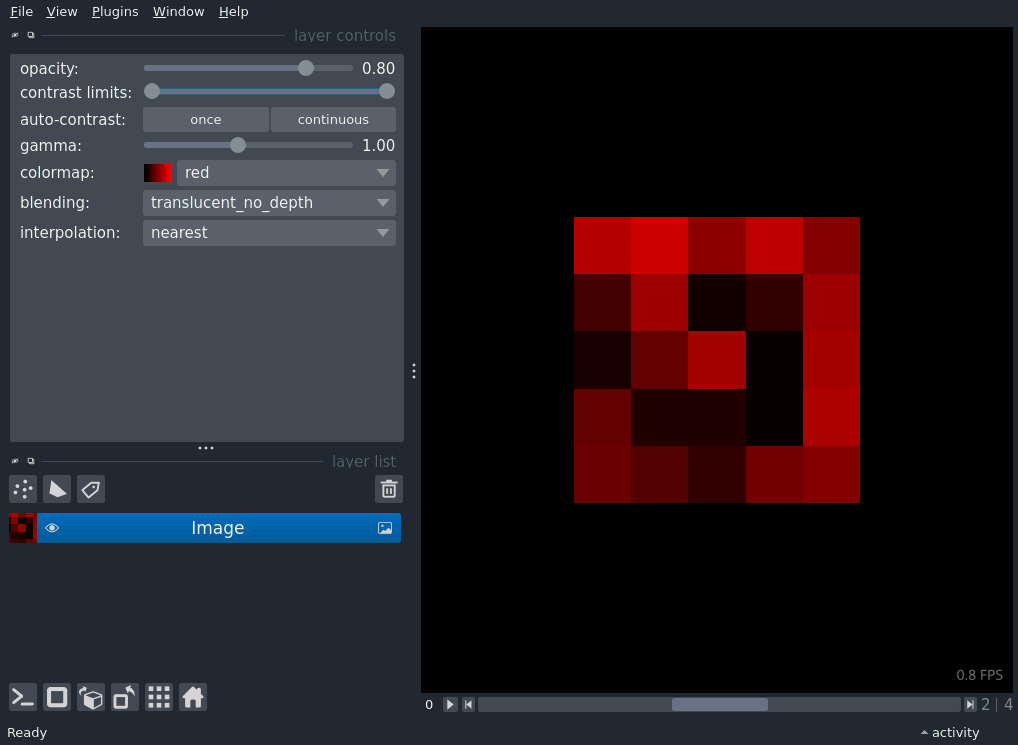 File View Plugins Window Help
layer controls
opacity: 0.80
contrast limits:
auto-contrast: once continuous
gamma: 1.00
colormap: red
blending: translucent_no_depth
interpolation: nearest
layer list
Image
0.8 FPS
0 2 | 4
Ready activity